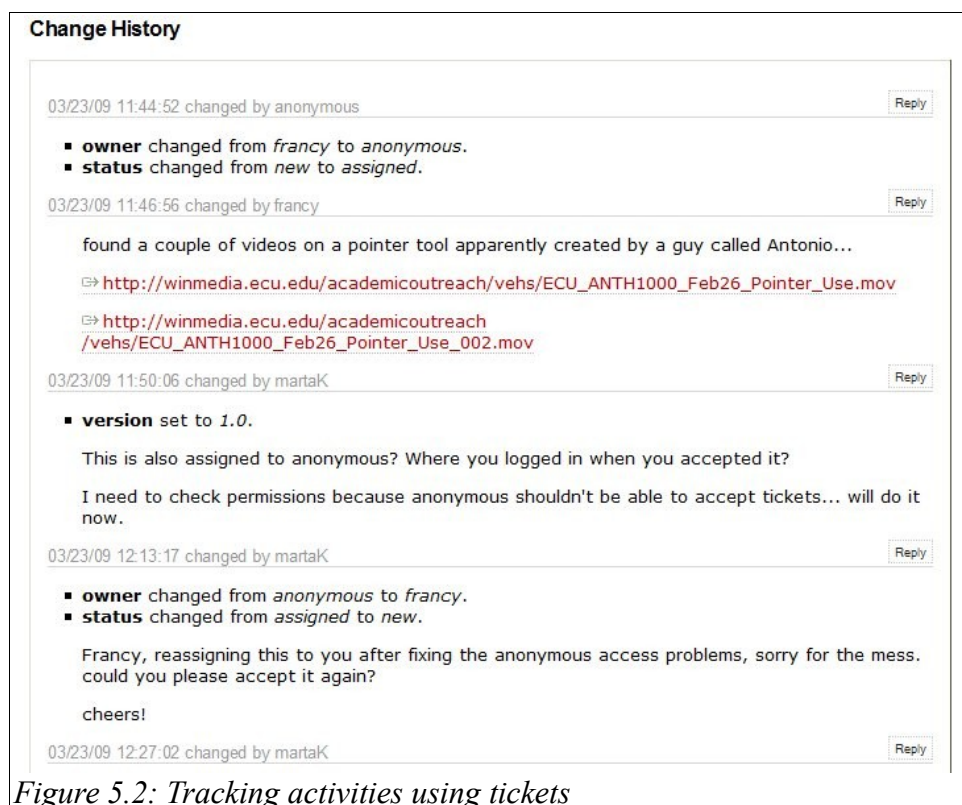 Change History
03/23/09 11:44:52 changed by anonymous Reply
owner changed from francy to anonymous.
status changed from new to assigned.
03/23/09 11:46:56 changed by francy Reply
found a couple of videos on a pointer tool apparently created by a guy called Antonio...
http://winmedia.ecu.edu/academicoutreach/vehs/ECU_ANTH1000_Feb26_Pointer_Use.mov
http://winmedia.ecu.edu/academicoutreach
/vehs/ECU_ANTH1000_Feb26_Pointer_Use_002.mov
03/23/09 11:50:06 changed by martaK Reply
version set to 1.0.
This is also assigned to anonymous? Where you logged in when you accepted it?
I need to check permissions because anonymous shouldn't be able to accept tickets... will do it
now.
03/23/09 12:13:17 changed by martaK Reply
owner changed from anonymous to francy.
status changed from assigned to new.
Francy, reassigning this to you after fixing the anonymous access problems, sorry for the mess.
could you please accept it again?
cheers!
03/23/09 12:27:02 changed by martaK Reply
Figure 5.2: Tracking activities using tickets